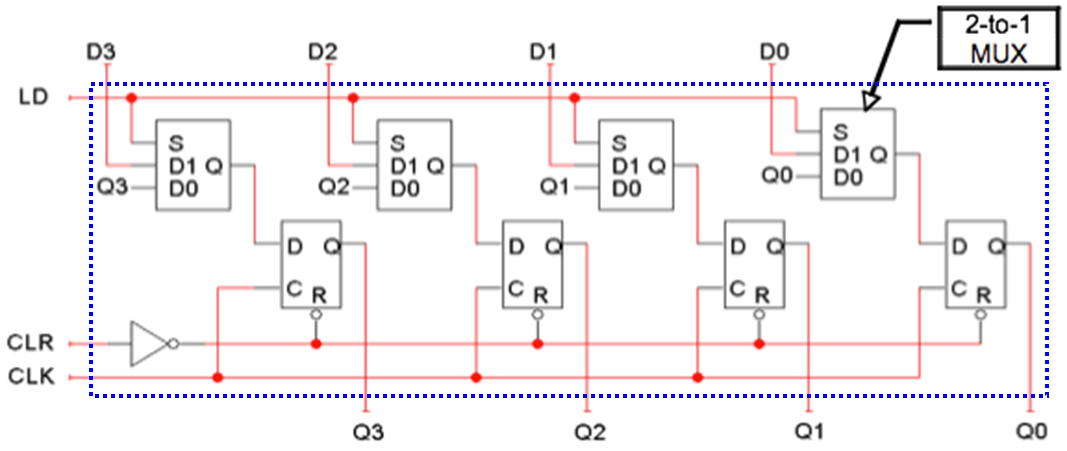 2-to-1
MUX
D3 D2 D1 D0
LD
S S S S
D1 Q D1 Q D1 Q D1 Q
Q3 D0 Q2 D0 Q1 D0 Q0 D0
D Q D Q D Q D Q
C R C R C R C R
CLR
CLK
Q3 Q2 Q1 Q0